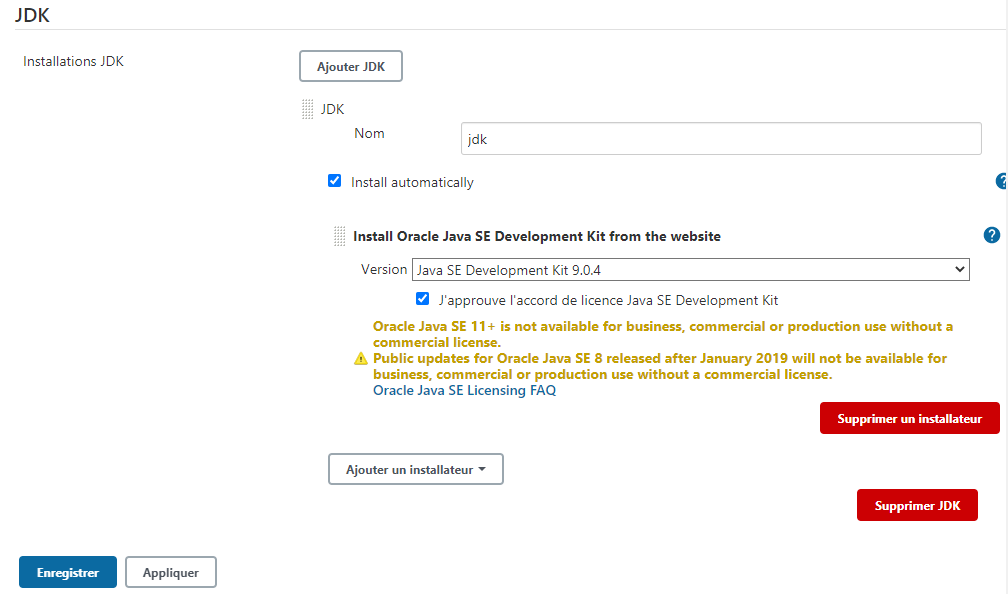 JDK
Installations JDK
Ajouter JDK
JDK
Nom
jdk
Install automatically
?
Install Oracle Java SE Development Kit from the website
?
Version
Java SE Development Kit 9.0.4
J'approuve l'accord de licence Java SE Development Kit
Oracle Java SE 11+ is not available for business, commercial or production use without a
commercial license.
Public updates for Oracle Java SE 8 released after January 2019 will not be available for
business, commercial or production use without a commercial license.
Oracle Java SE Licensing FAQ
Supprimer un installateur
Ajouter un installateur
Supprimer JDK
Enregistrer
Appliquer